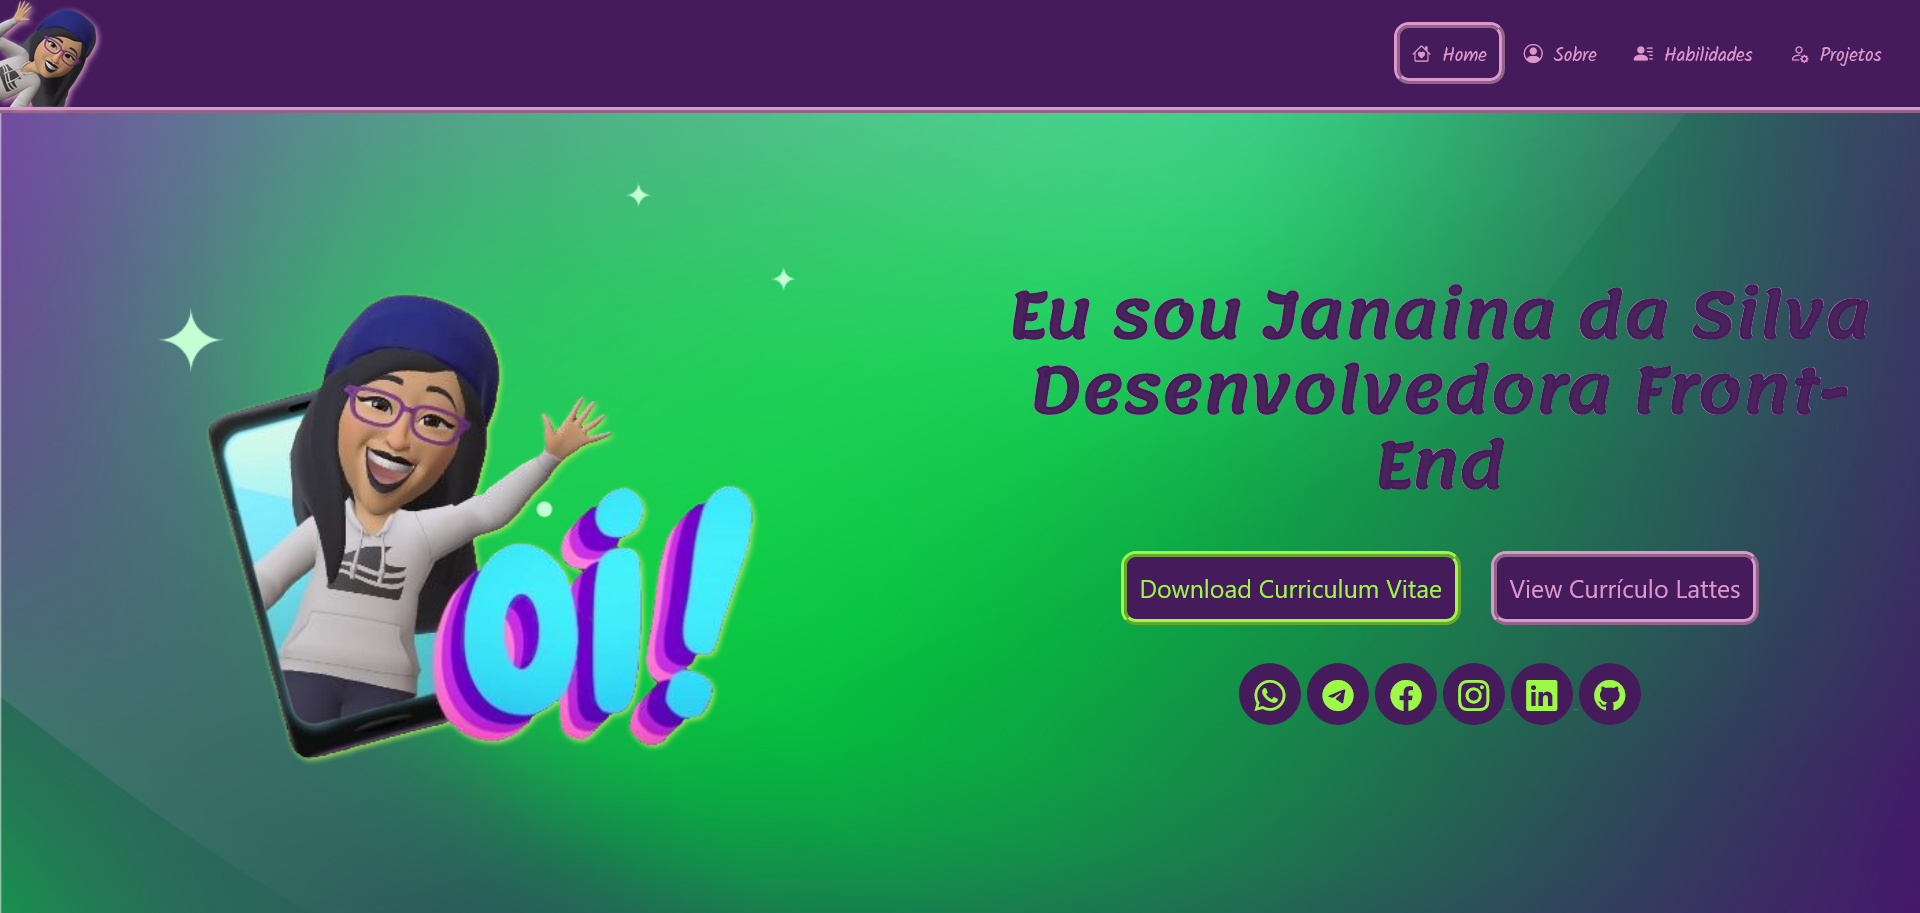 Home
Sobre
Habilidades
Projetos
oi!
Eu sou Janaina da Silva
Desenvolvedora Front-
End
Download Curriculum Vitae
View Currículo Lattes
in